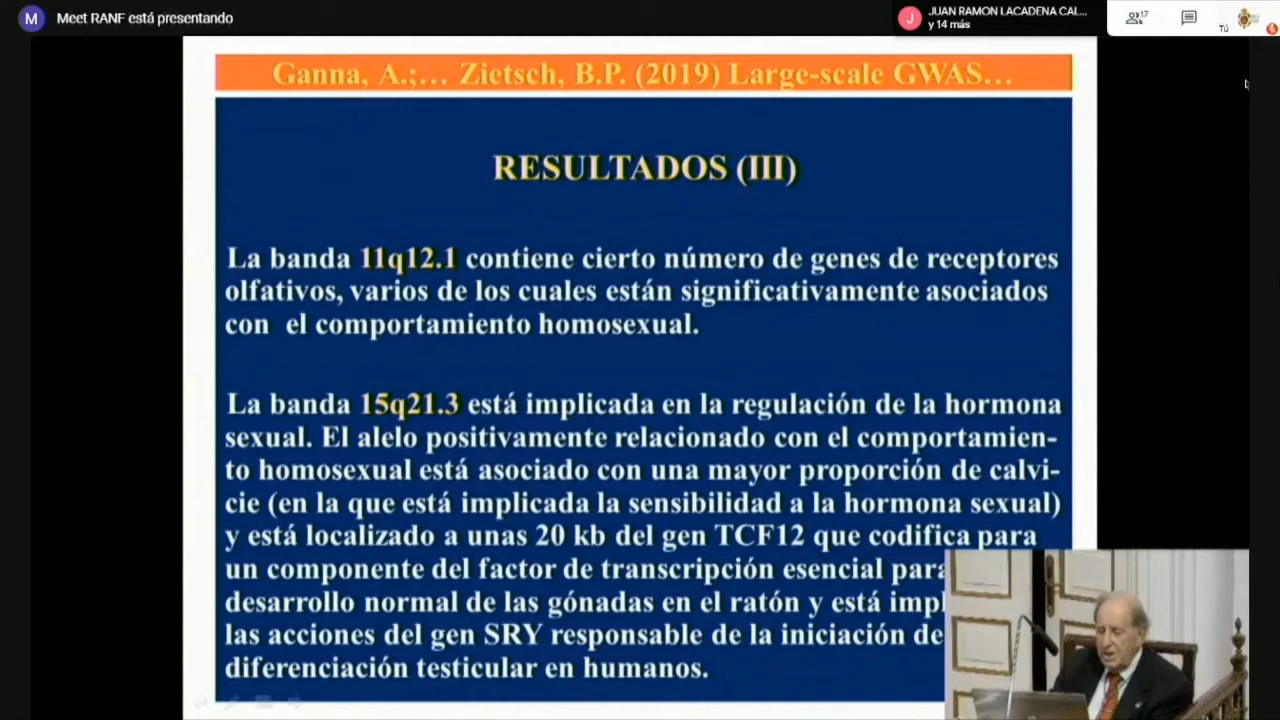 M Meet RANF está presentando
J JUAN RAMON LACADENA CAL...
y 14 más
17
Tú
Ganna, A.;... Zietsch, B.P. (2019) Large-scale GWAS...
RESULTADOS (III)
La banda 11q12.1 contiene cierto número de genes de receptores
olfativos, varios de los cuales están significativamente asociados
con el comportamiento homosexual.
La banda 15q21.3 está implicada en la regulación de la hormona
sexual. El alelo positivamente relacionado con el comportamien-
to homosexual está asociado con una mayor proporción de calvi-
cie (en la que está implicada la sensibilidad a la hormona sexual)
y está localizado a unas 20 kb del gen TCF12 que codifica para
un componente del factor de transcripción esencial para
desarrollo normal de las gónadas en el ratón y está impl
las acciones del gen SRY responsable de la iniciación de
diferenciación testicular en humanos.